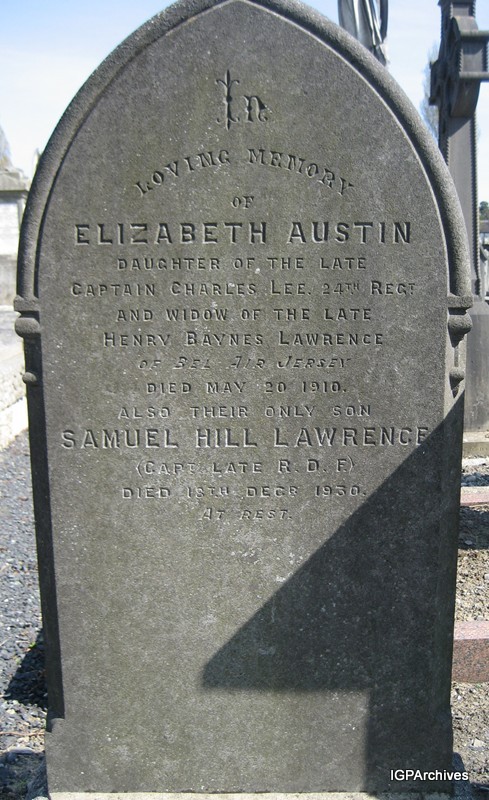 In
LOVING MEMORY
OF
ELIZABETH AUSTIN
DAUGHTER OF THE LATE
CAPTAIN CHARLES LEE, 24TH REGT
AND WIDOW OF THE LATE
HENRY BAYNES LAWRENCE
OF BEL AIR JERSEY
DIED MAY 20 1910.
ALSO THEIR ONLY SON
SAMUEL HILL LAWRENCE
(CAPT. LATE R. D. F.)
DIED 18TH DECR 1930.
AT REST.
IGPArchives